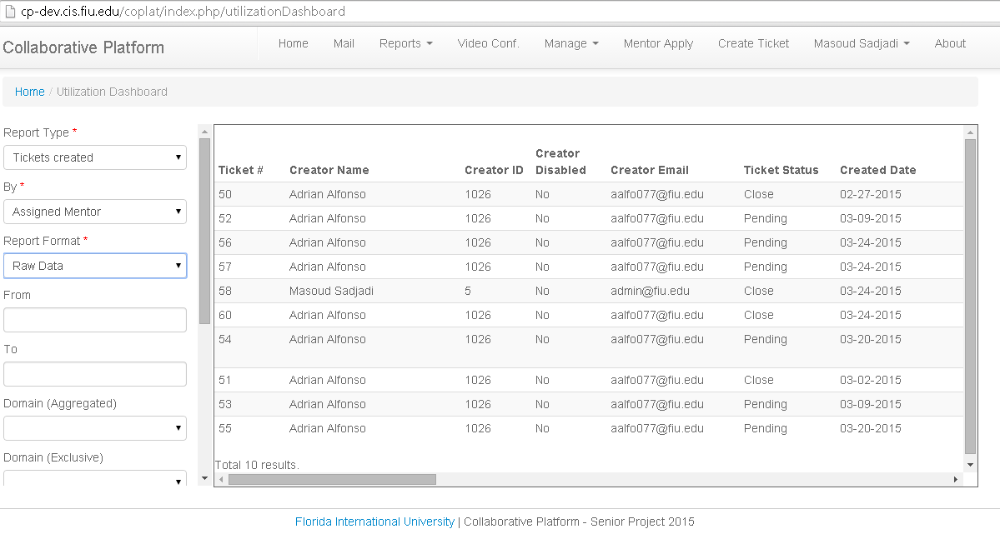 cp-dev.cis.fiu.edu/coplat/index.php/utilizationDashboard
Collaborative Platform Home Mail Reports Video Conf. Manage Mentor Apply Create Ticket Masoud Sadjadi About
Home / Utilization Dashboard
Report Type *
Tickets created
By *
Assigned Mentor
Report Format *
Raw Data
From
To
Domain (Aggregated)
Domain (Exclusive)
Ticket # Creator Name Creator ID Creator Disabled Creator Email Ticket Status Created Date
50 Adrian Alfonso 1026 No aalfo077@fiu.edu Close 02-27-2015
52 Adrian Alfonso 1026 No aalfo077@fiu.edu Pending 03-09-2015
56 Adrian Alfonso 1026 No aalfo077@fiu.edu Pending 03-24-2015
57 Adrian Alfonso 1026 No aalfo077@fiu.edu Pending 03-24-2015
58 Masoud Sadjadi 5 No admin@fiu.edu Close 03-24-2015
60 Adrian Alfonso 1026 No aalfo077@fiu.edu Close 03-24-2015
54 Adrian Alfonso 1026 No aalfo077@fiu.edu Pending 03-20-2015
51 Adrian Alfonso 1026 No aalfo077@fiu.edu Close 03-02-2015
53 Adrian Alfonso 1026 No aalfo077@fiu.edu Pending 03-09-2015
55 Adrian Alfonso 1026 No aalfo077@fiu.edu Pending 03-20-2015
Total 10 results.
Florida International University | Collaborative Platform - Senior Project 2015